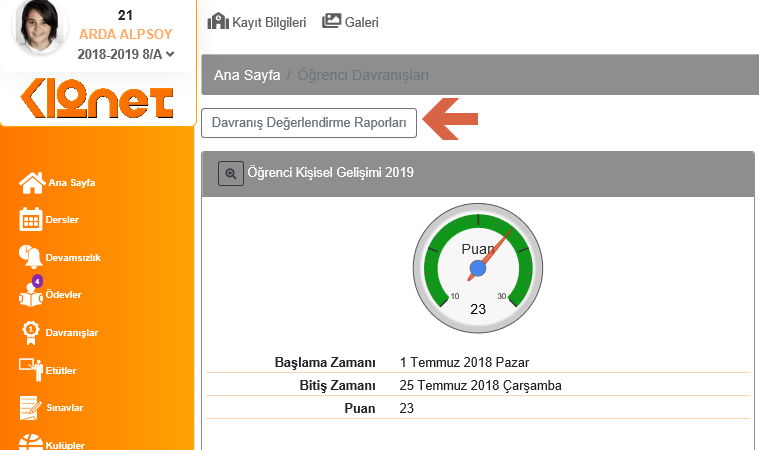 21
ARDA ALPSOY
2018-2019 8/A
Kayıt Bilgileri
Galeri
Klonet
Ana Sayfa / Öğrenci Davranışları
Davranış Değerlendirme Raporları
Ana Sayfa
Dersler
Devamsızlık
4
Ödevler
1
Davranışlar
Etütler
Sınavlar
Kulüpler
Öğrenci Kişisel Gelişimi 2019
Puan
10
30
23
Başlama Zamanı 1 Temmuz 2018 Pazar
Bitiş Zamanı 25 Temmuz 2018 Çarşamba
Puan 23